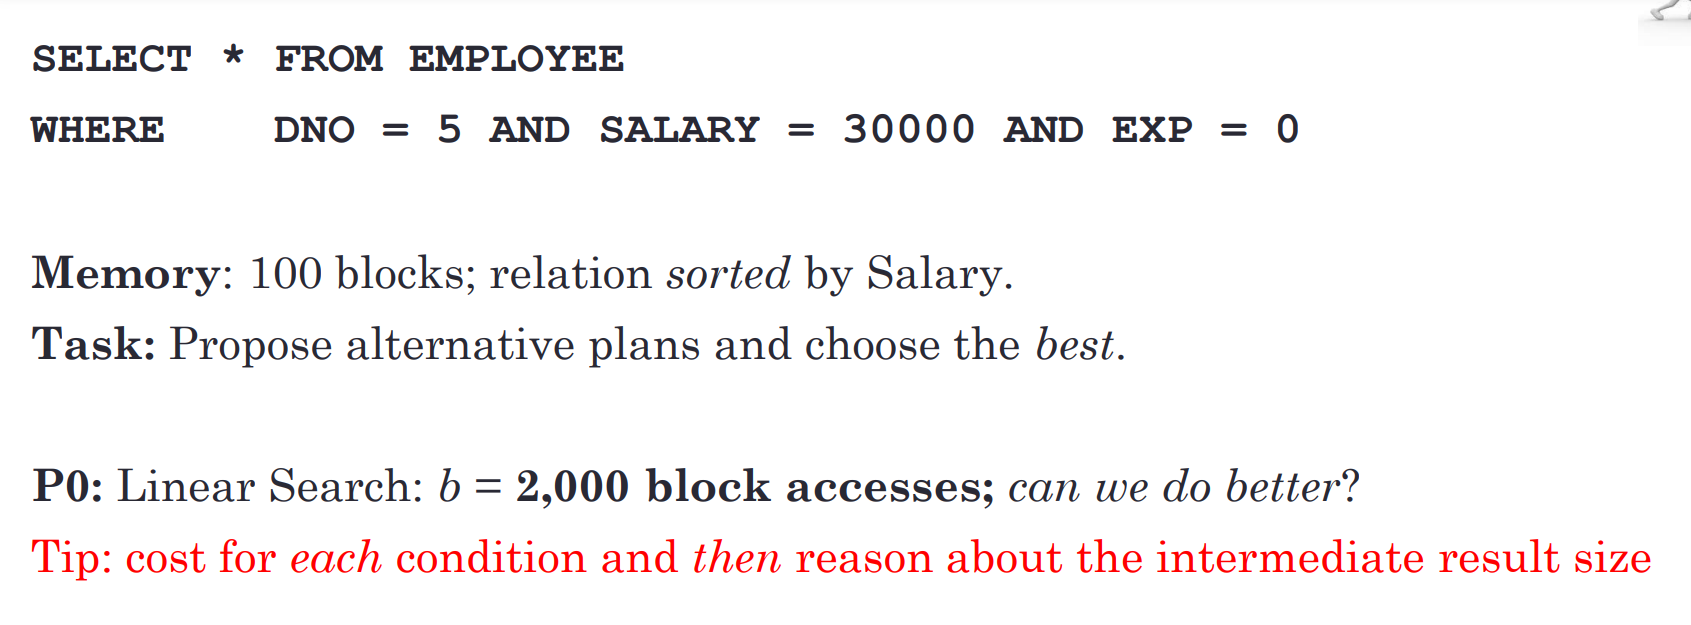 SELECT * FROM EMPLOYEE
WHERE DNO = 5 AND SALARY = 30000 AND EXP = 0
Memory: 100 blocks; relation sorted by Salary.
Task: Propose alternative plans and choose the best.
P0: Linear Search: b = 2,000 block accesses; can we do better?
Tip: cost for each condition and then reason about the intermediate result size